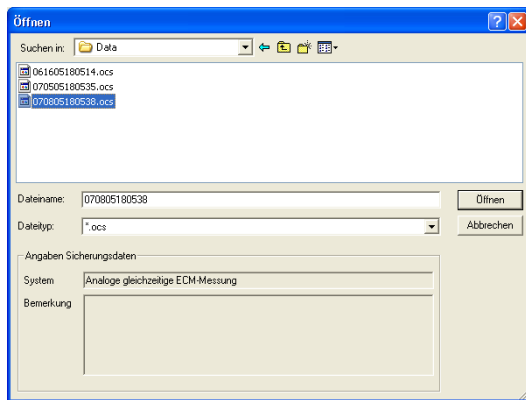 Öffnen
Suchen in: Data
061605180514.ocs
070505180535.ocs
070805180538.ocs
Dateiname: 070805180538 Öffnen
Dateityp: *.ocs Abbrechen
Angaben Sicherungsdaten
System Analoge gleichzeitige ECM-Messung
Bemerkung